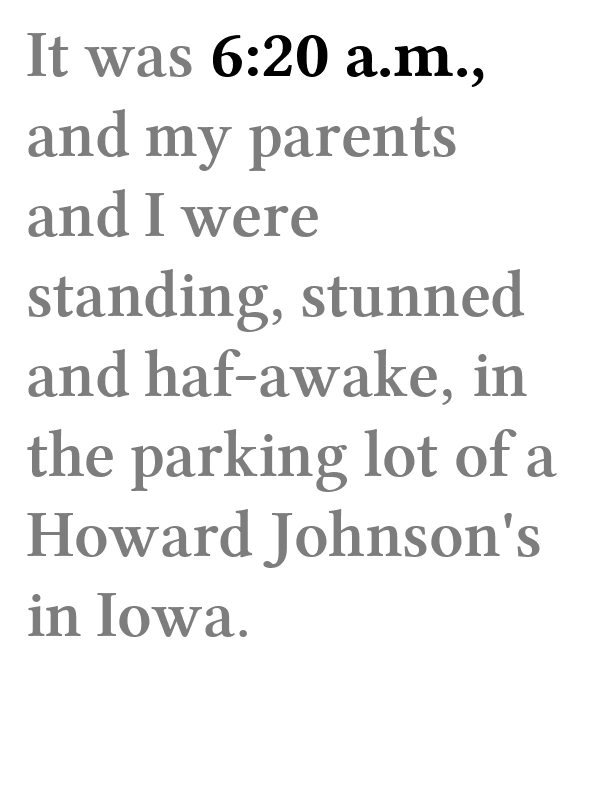 It was 6:20 a.m.,
and my parents
and I were
standing, stunned
and haf-awake, in
the parking lot of a
Howard Johnson's
in Iowa.